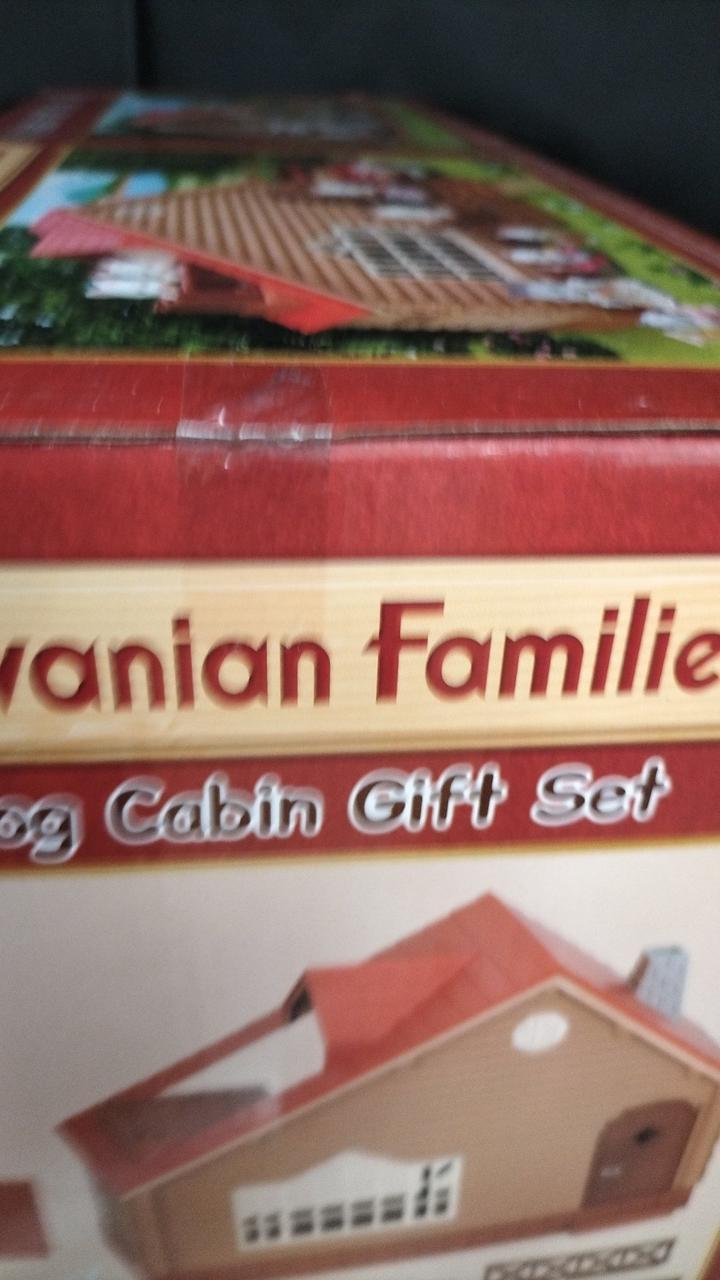 vanian Familie
og Cabin Gift Set